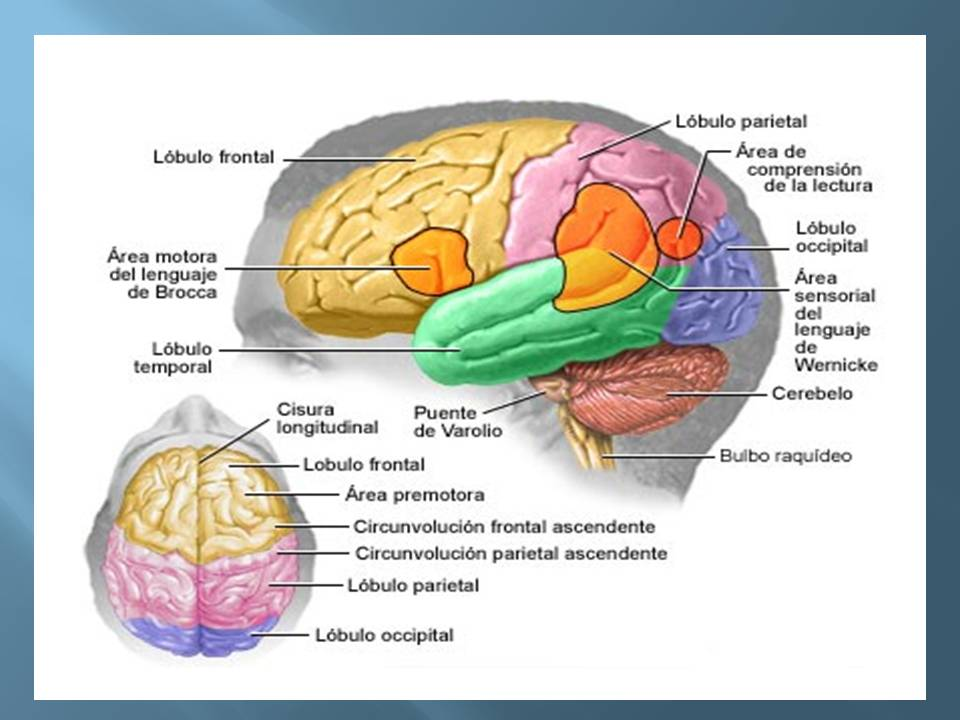 Lóbulo frontal
Área motora
del lenguaje
de Brocca
Lóbulo
temporal
Lóbulo parietal
Área de
comprensión
de la lectura
Lóbulo
occipital
Área
sensorial
del
lenguaje
de
Wernicke
Cerebelo
Puente
de Varolio
Bulbo raquídeo
Cisura
longitudinal
Lobulo frontal
Área premotora
Circunvolución frontal ascendente
Circunvolución parietal ascendente
Lóbulo parietal
Lóbulo occipital